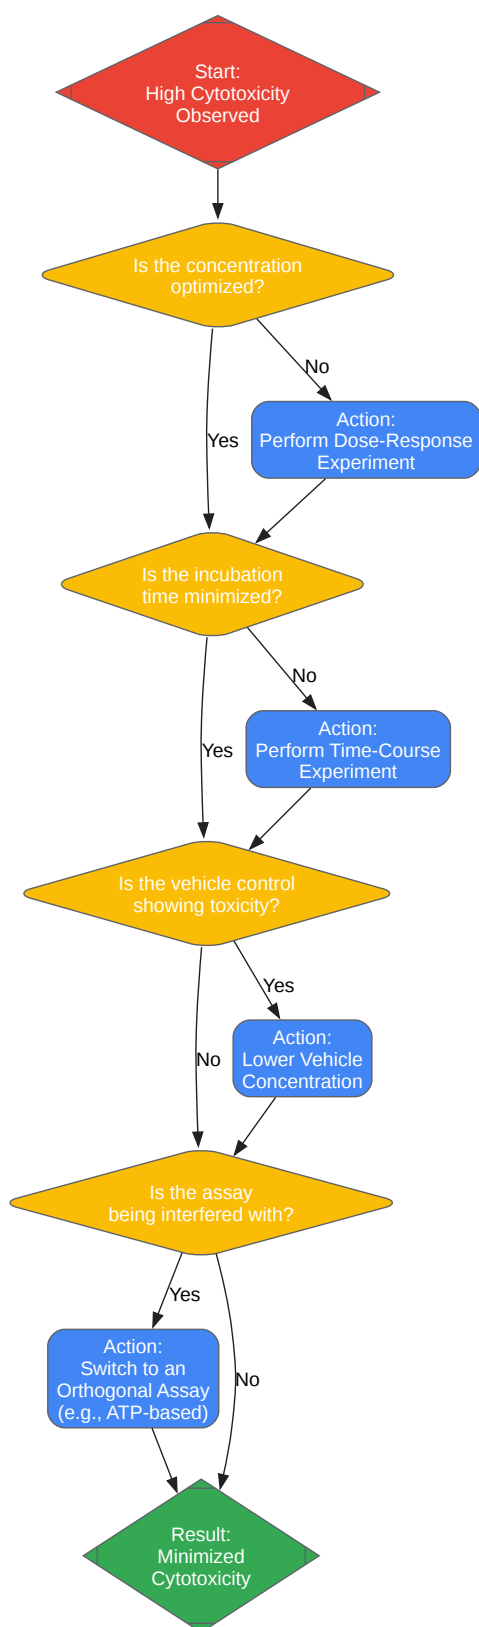 Start:
High Cytotoxicity
Observed
Is the concentration
optimized?
No
Action:
Perform Dose-Response
Experiment
Yes
Is the incubation
time minimized?
No
Action:
Perform Time-Course
Experiment
Yes
Is the vehicle control
showing toxicity?
Yes
Action:
Lower Vehicle
Concentration
No
Is the assay
being interfered with?
Yes
Action:
Switch to an
Orthogonal Assay
(e.g., ATP-based)
No
Result:
Minimized
Cytotoxicity